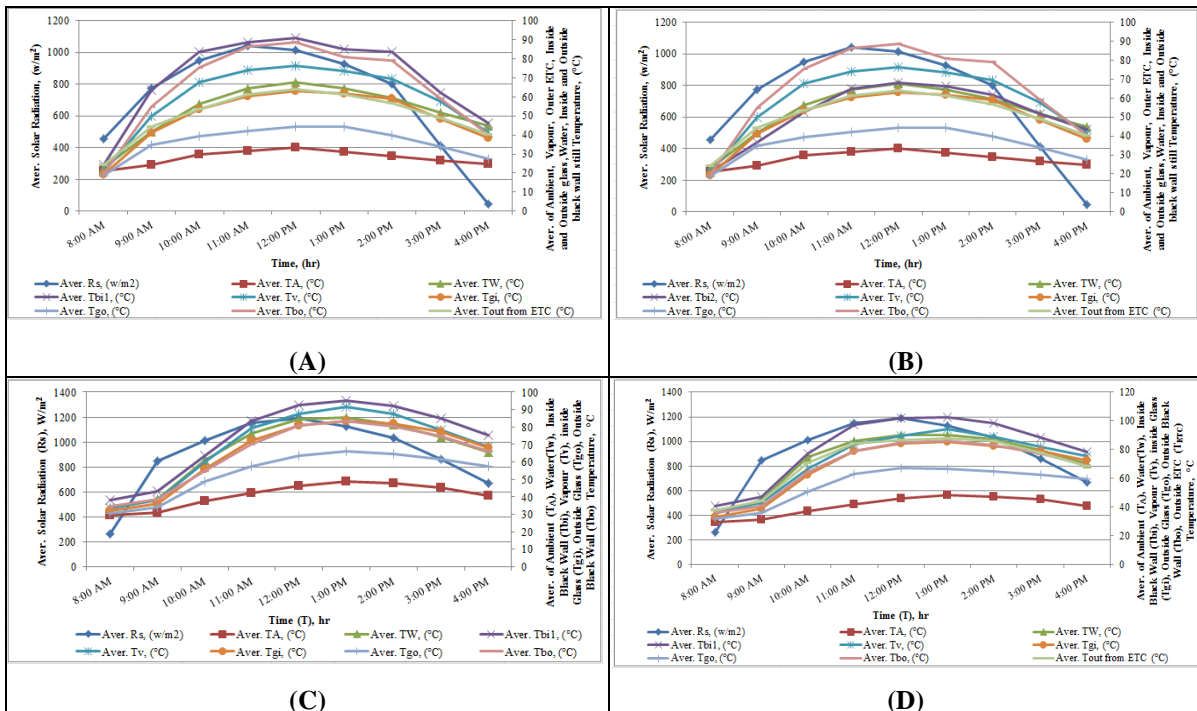 1200
1000
800
600
400
200
0
100
90
80
70
60
50
40
30
20
10
0
Aver. Solar Radiation, (w/m²)
Aver. of Ambient, Vapour, Outer ETC, Inside
and Outside glass, Water, Inside and Outside
black wall still Temperature, (°C)
8:00 AM
9:00 AM
10:00 AM
11:00 AM
12:00 PM
1:00 PM
2:00 PM
3:00 PM
4:00 PM
Time, (hr)
Aver. Rs, (w/m2)
Aver. TA, (°C)
Aver. TW, (°C)
Aver. Tbi1, (°C)
Aver. Tv, (°C)
Aver. Tgi, (°C)
Aver. Tgo, (°C)
Aver. Tbo, (°C)
Aver. Tout from ETC (°C)
(A)
1200
1000
800
600
400
200
0
100
90
80
70
60
50
40
30
20
10
0
Aver. Solar Radiation, (w/m²)
Aver. of Ambient, Vapour, Outer ETC, Inside
and Outside glass ,Water, Inside and Outside
black wall still Temperature, (°C)
8:00 AM
9:00 AM
10:00 AM
11:00 AM
12:00 PM
1:00 PM
2:00 PM
3:00 PM
4:00 PM
Time, (hr)
Aver. Rs, (w/m2)
Aver. TA, (°C)
Aver. TW, (°C)
Aver. Tbi2, (°C)
Aver. Tv, (°C)
Aver. Tgi, (°C)
Aver. Tgo, (°C)
Aver. Tbo, (°C)
Aver. Tout from ETC (°C)
(B)
1400
1200
1000
800
600
400
200
0
100
90
80
70
60
50
40
30
20
10
0
Aver. Solar Radiation (Rs), W/m²
Aver. of Ambient (TA), Water(Tw), Inside
Black Wall (Tbi), Vapour (Tv), inside
Glass (Tgi), Outside Glass (Tgo), Outside
Black Wall (Tbo) Temperature, °C
8:00 AM
9:00 AM
10:00 AM
11:00 AM
12:00 PM
1:00 PM
2:00 PM
3:00 PM
4:00 PM
Time (T), hr
Aver. Rs, (w/m2)
Aver. TA, (°C)
Aver. TW, (°C)
Aver. Tbi1, (°C)
Aver. Tv, (°C)
Aver. Tgi, (°C)
Aver. Tgo, (°C)
Aver. Tbo, (°C)
(C)
1400
1200
1000
800
600
400
200
0
120
100
80
60
40
20
0
Aver. Solar Radiation (Rs), W/m²
Aver. of Ambient (TA), Water(Tw), Inside
Black Wall (Tbi), Vapour (Tv), inside Glass
(Tgi), Outside Glass (Tgo), Outside Black
Wall (Tbo), Outside ETC (TETC)
Temperature, °C
8:00 AM
9:00 AM
10:00 AM
11:00 AM
12:00 PM
1:00 PM
2:00 PM
3:00 PM
4:00 PM
Time (T), hr
Aver. Rs, (w/m2)
Aver. TA, (°C)
Aver. TW, (°C)
Aver. Tbi1, (°C)
Aver. Tv, (°C)
Aver. Tgi, (°C)
Aver. Tgo, (°C)
Aver. Tbo, (°C)
Aver. Tout from ETC (°C)
(D)